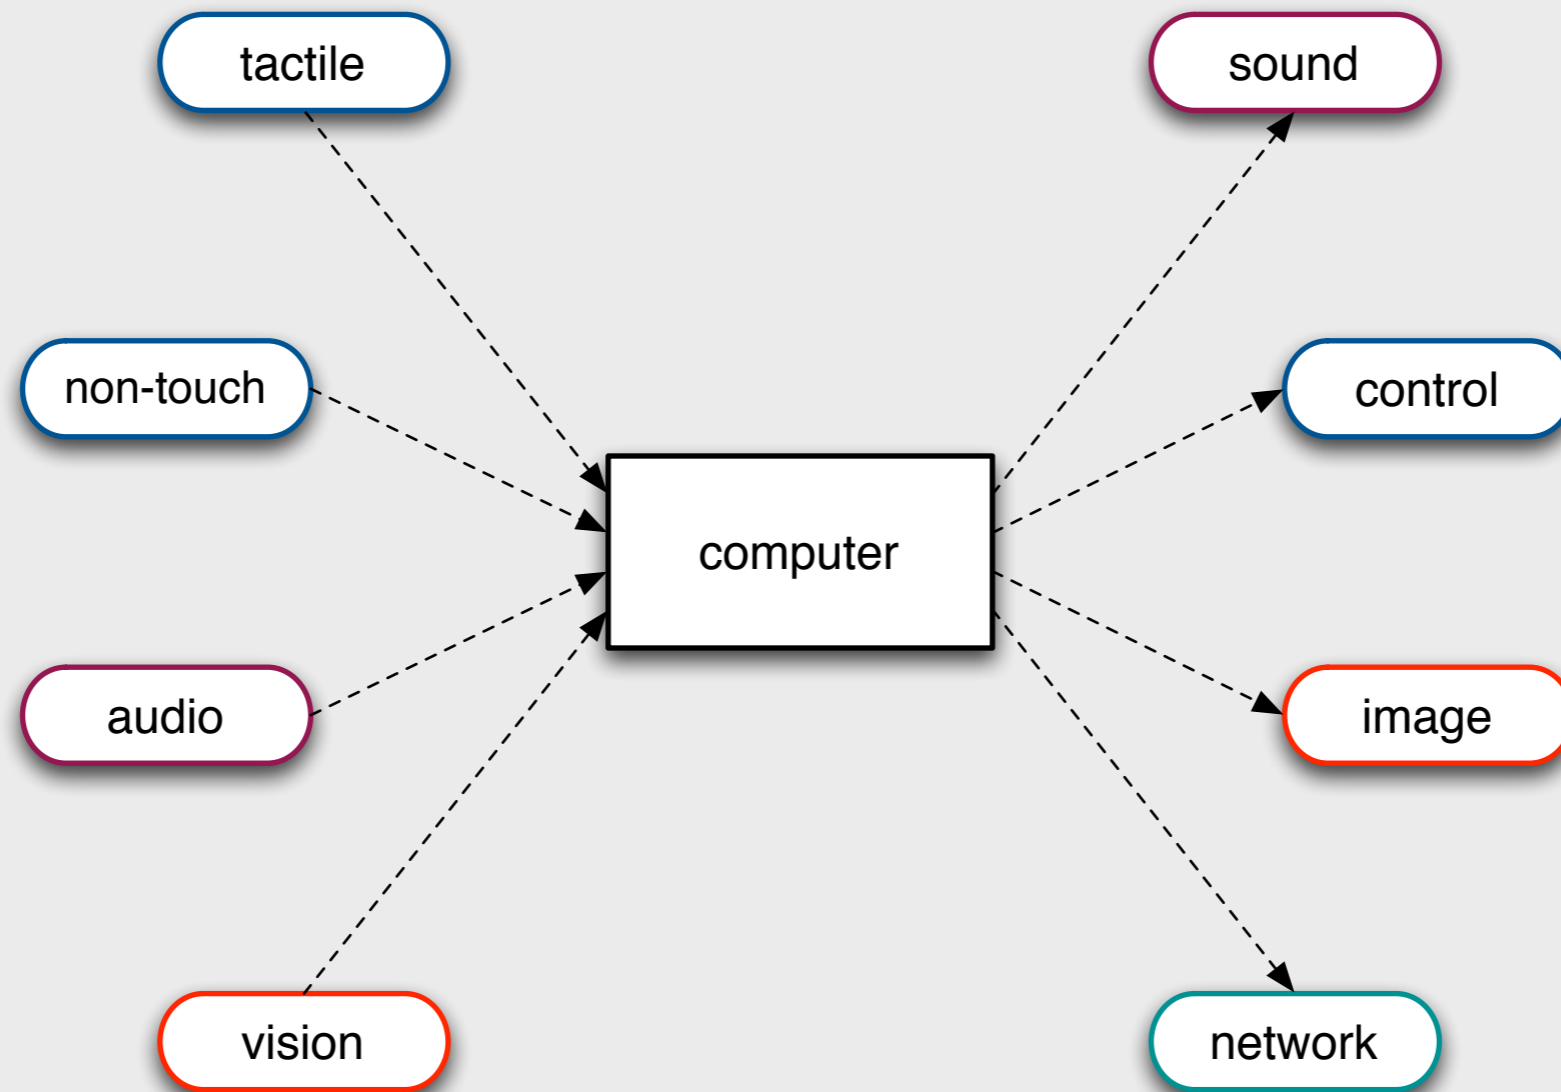 tactile
sound
non-touch
control
computer
audio
image
vision
network